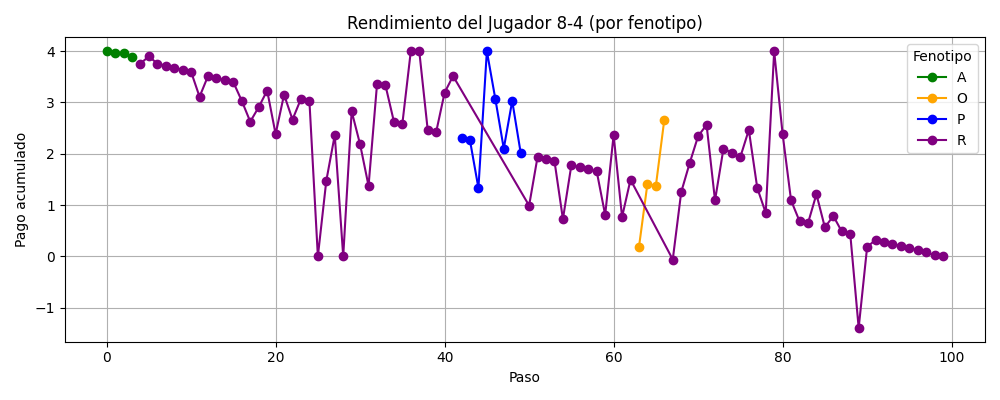 Rendimiento del Jugador 8-4 (por fenotipo)
Pago acumulado
4
3
2
1
0
−1
0 20 40 60 80 100
Paso
Fenotipo
A
O
P
R